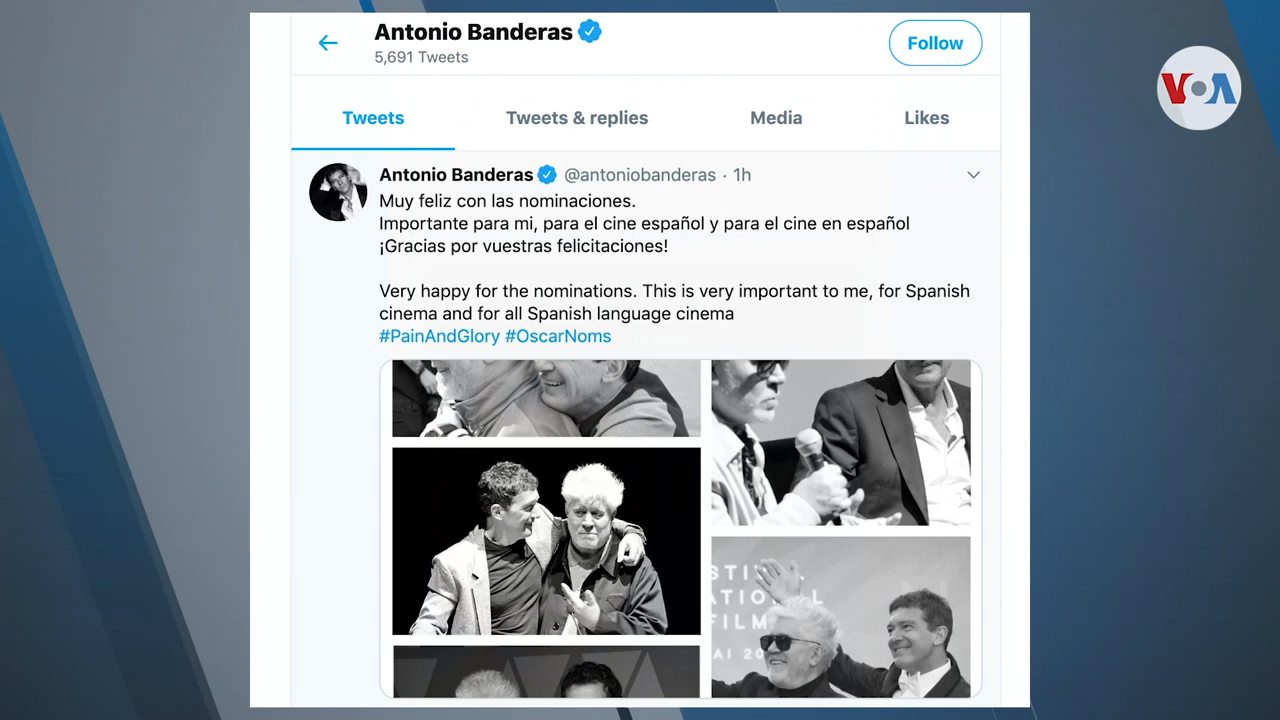 Antonio Banderas
5,691 Tweets
Follow
VOA
Tweets
Tweets & replies
Media
Likes
Antonio Banderas @antoniobanderas · 1h
Muy feliz con las nominaciones.
Importante para mi, para el cine español y para el cine en español
¡Gracias por vuestras felicitaciones!
Very happy for the nominations. This is very important to me, for Spanish
cinema and for all Spanish language cinema
#PainAndGlory #OscarNoms
FILM